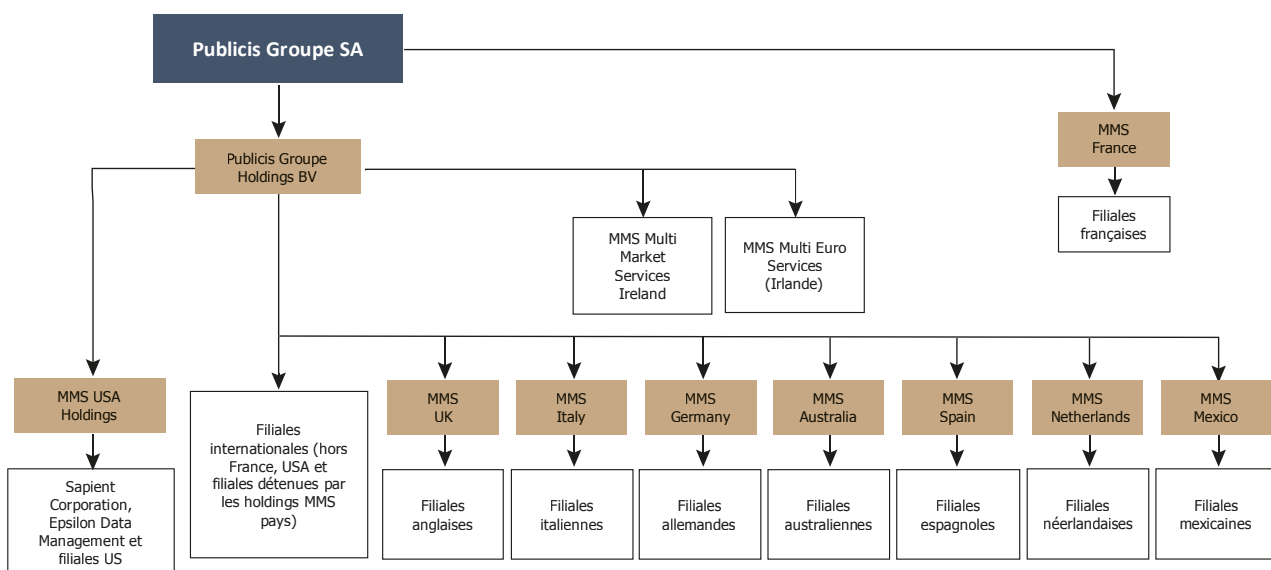 Publicis Groupe SA
MMS
France
Publicis Groupe
Holdings BV
Filiales
françaises
MMS Multi
Market
Services
Ireland
MMS Multi Euro
Services
(Irlande)
MMS USA
Holdings
Filiales
internationales (hors
France, USA et
filiales détenues par
les holdings MMS
pays)
MMS
UK
MMS
Italy
MMS
Germany
MMS
Australia
MMS
Spain
MMS
Netherlands
MMS
Mexico
Sapient
Corporation,
Epsilon Data
Management et
filiales US
Filiales
anglaises
Filiales
italiennes
Filiales
allemandes
Filiales
australiennes
Filiales
espagnoles
Filiales
néerlandaises
Filiales
mexicaines